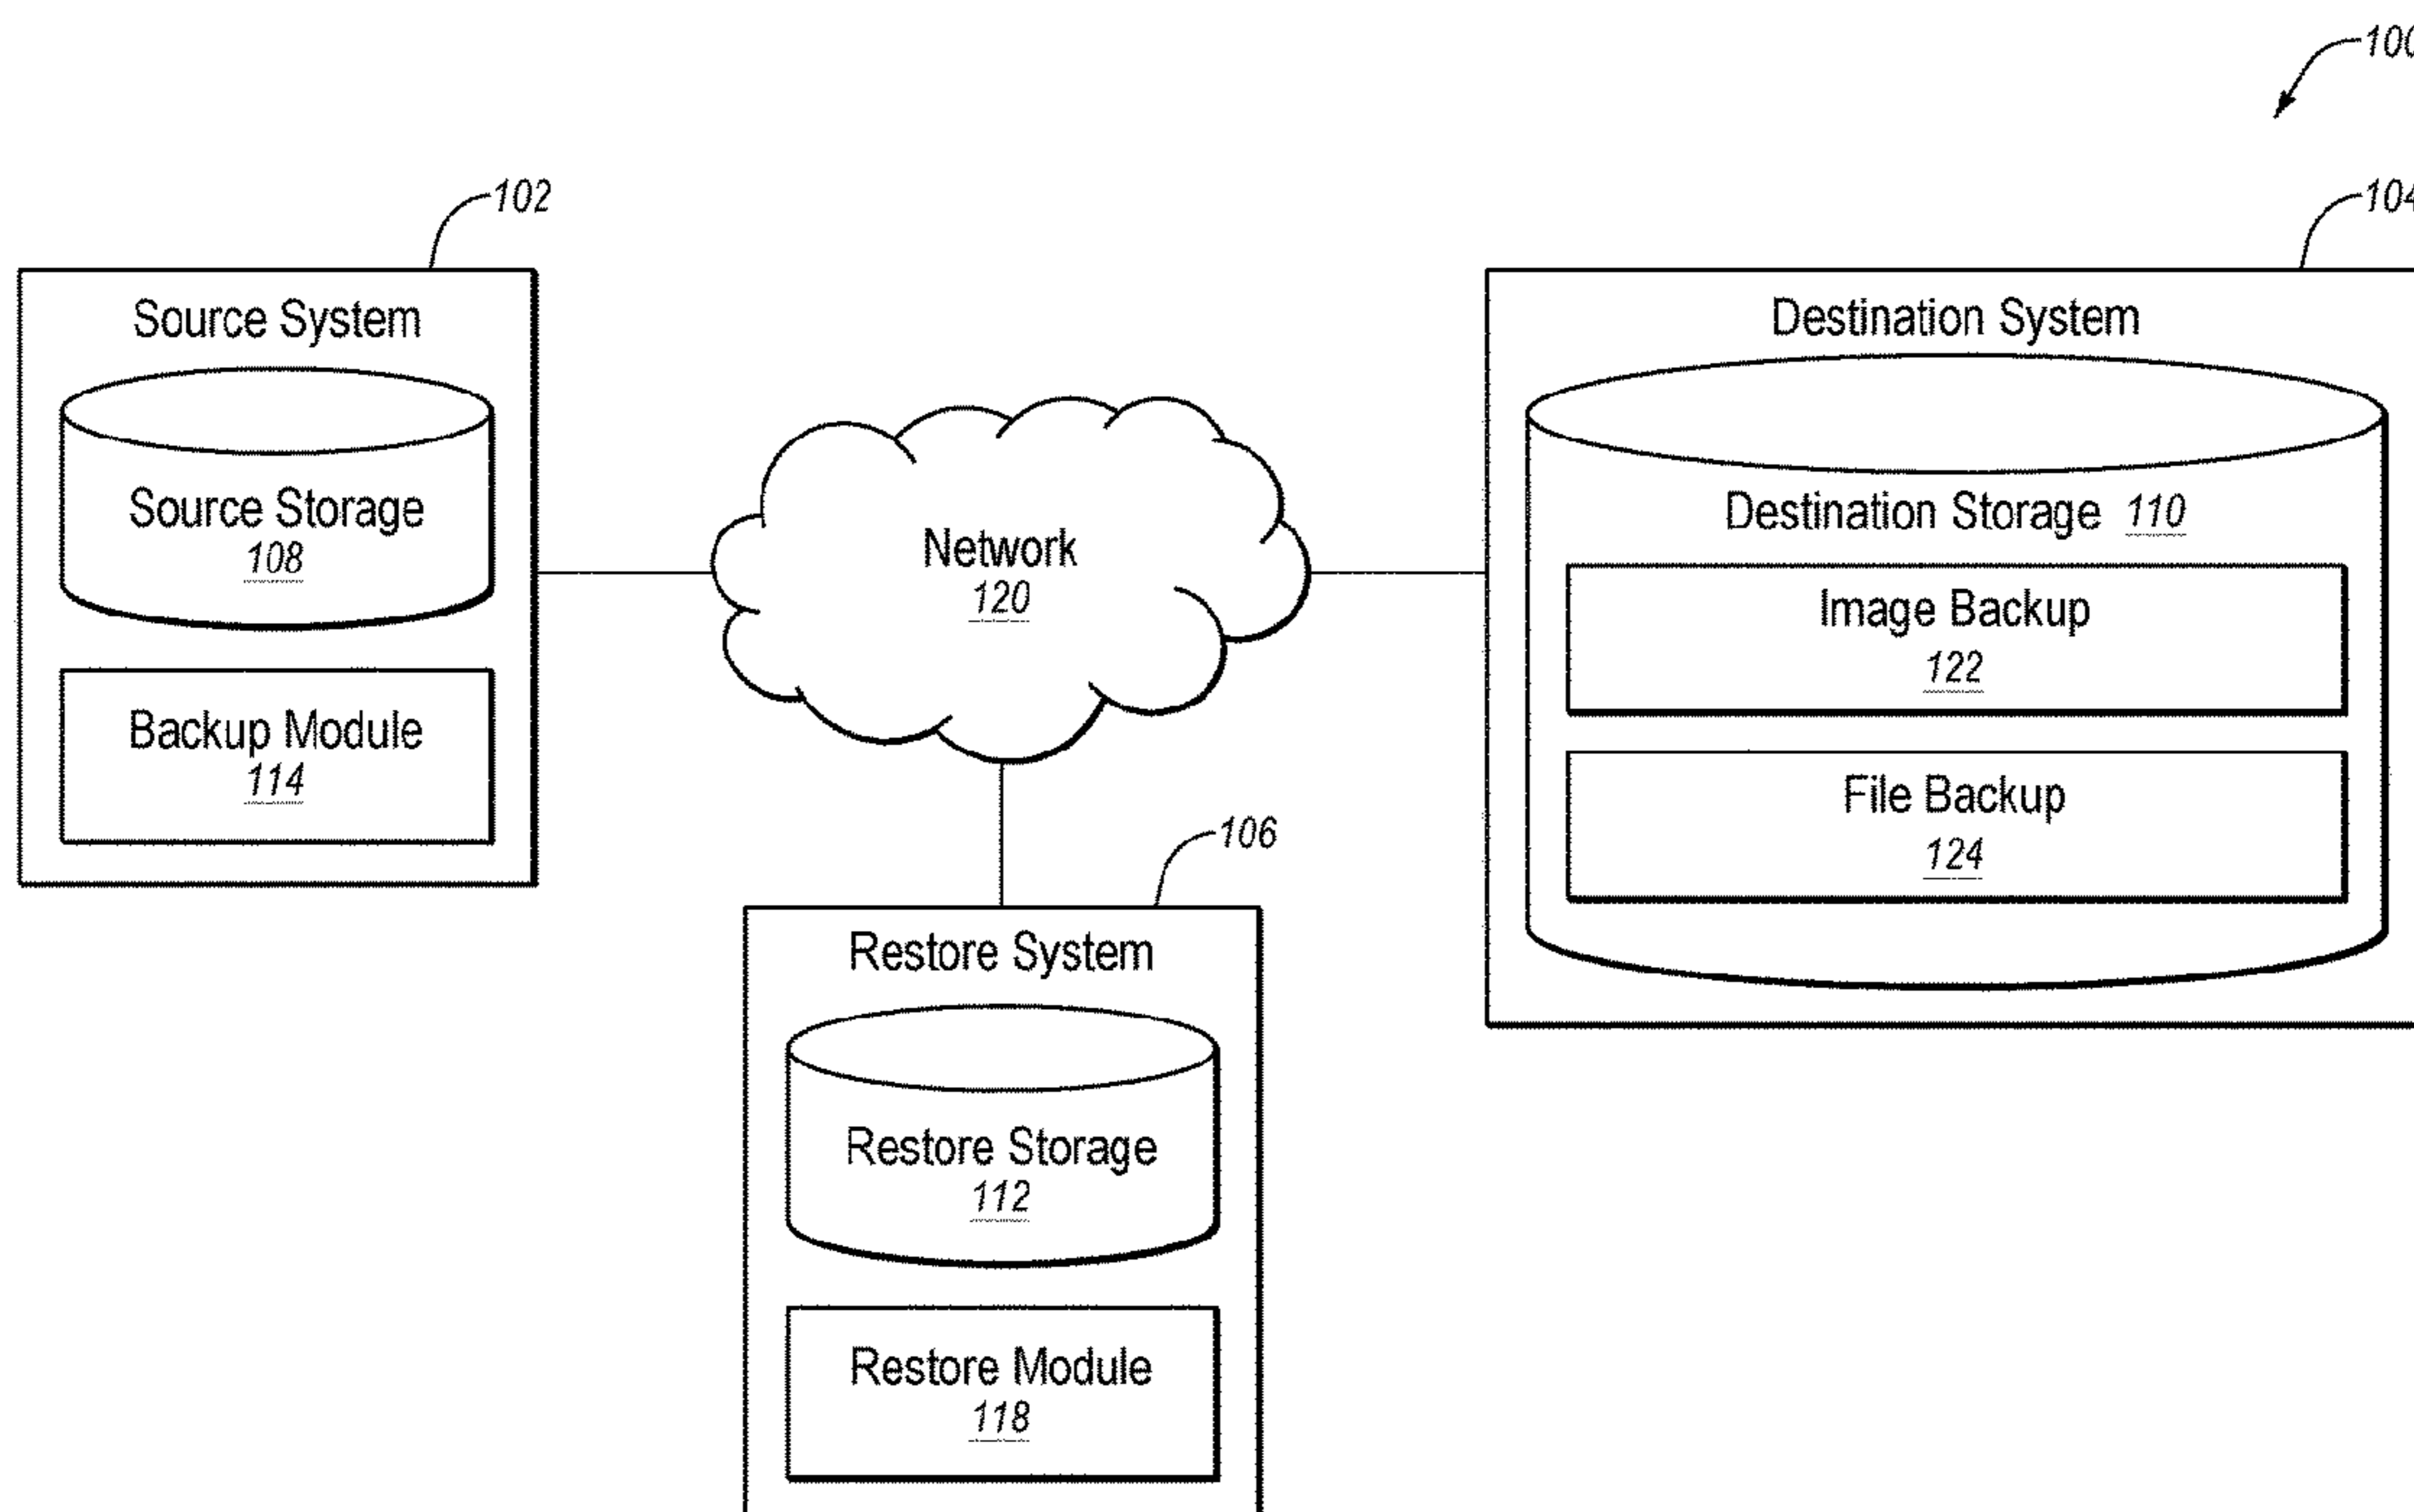 100
102
104
Source System
Source Storage
108
Backup Module
114
Network
120
Destination System
Destination Storage 110
Image Backup
122
File Backup
124
106
Restore System
Restore Storage
112
Restore Module
118